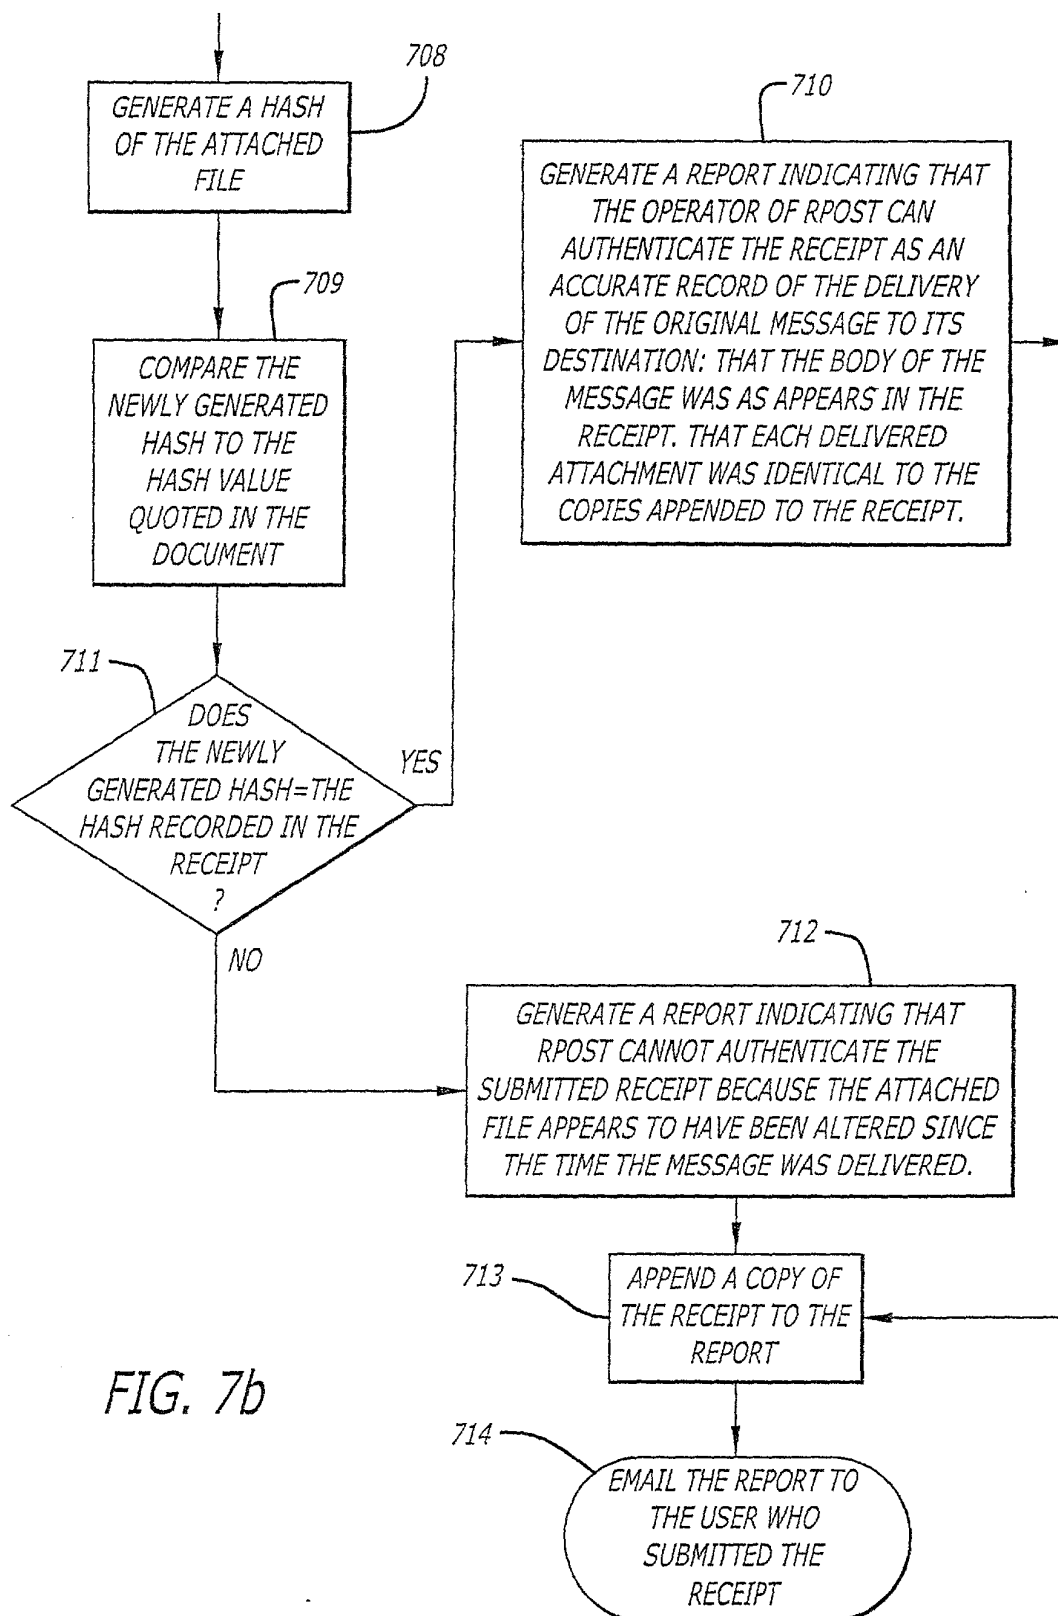 708
GENERATE A HASH
OF THE ATTACHED
FILE
710
GENERATE A REPORT INDICATING THAT
THE OPERATOR OF RPOST CAN
AUTHENTICATE THE RECEIPT AS AN
ACCURATE RECORD OF THE DELIVERY
OF THE ORIGINAL MESSAGE TO ITS
DESTINATION: THAT THE BODY OF THE
MESSAGE WAS AS APPEARS IN THE
RECEIPT. THAT EACH DELIVERED
ATTACHMENT WAS IDENTICAL TO THE
COPIES APPENDED TO THE RECEIPT.
709
COMPARE THE
NEWLY GENERATED
HASH TO THE
HASH VALUE
QUOTED IN THE
DOCUMENT
711
DOES
THE NEWLY
GENERATED HASH=THE
HASH RECORDED IN THE
RECEIPT
?
YES
NO
712
GENERATE A REPORT INDICATING THAT
RPOST CANNOT AUTHENTICATE THE
SUBMITTED RECEIPT BECAUSE THE ATTACHED
FILE APPEARS TO HAVE BEEN ALTERED SINCE
THE TIME THE MESSAGE WAS DELIVERED.
713
APPEND A COPY OF
THE RECEIPT TO THE
REPORT
FIG. 7b
714
EMAIL THE REPORT TO
THE USER WHO
SUBMITTED THE
RECEIPT